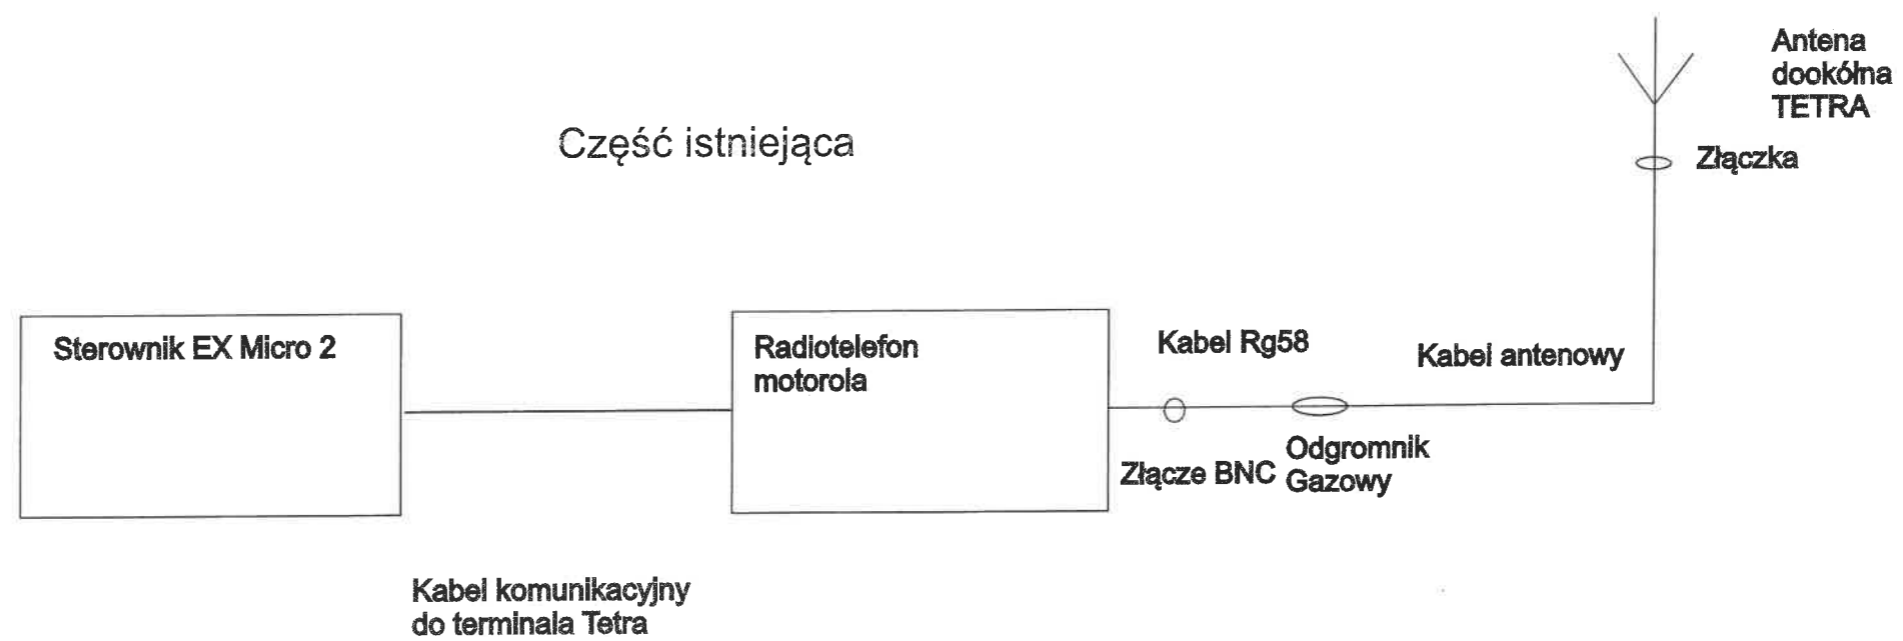 Antena
dookólna
TETRA
Część istniejąca
Złączka
Sterownik EX Micro 2
Radiotelefon
motorola
Kabel Rg58
Kabel antenowy
Złącze BNC
Odgromnik
Gazowy
Kabel komunikacyjny
do terminala Tetra